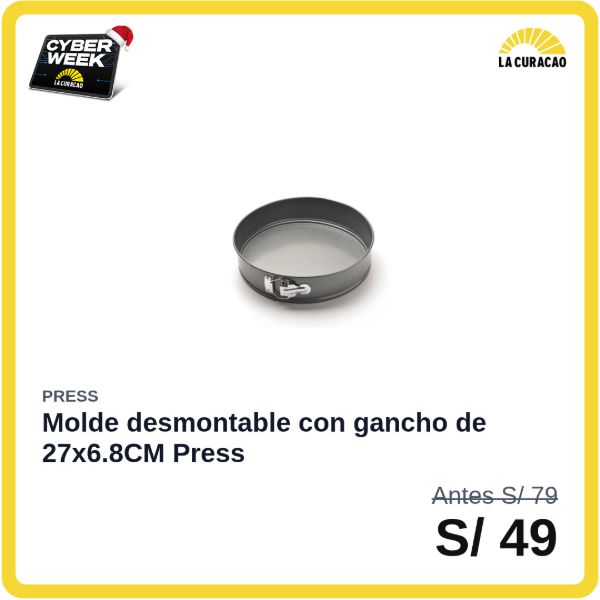 CYBER
WEEK
LA CURACAO
LA CURACAO
PRESS
Molde desmontable con gancho de
27x6.8CM Press
Antes S/ 79
S/ 49